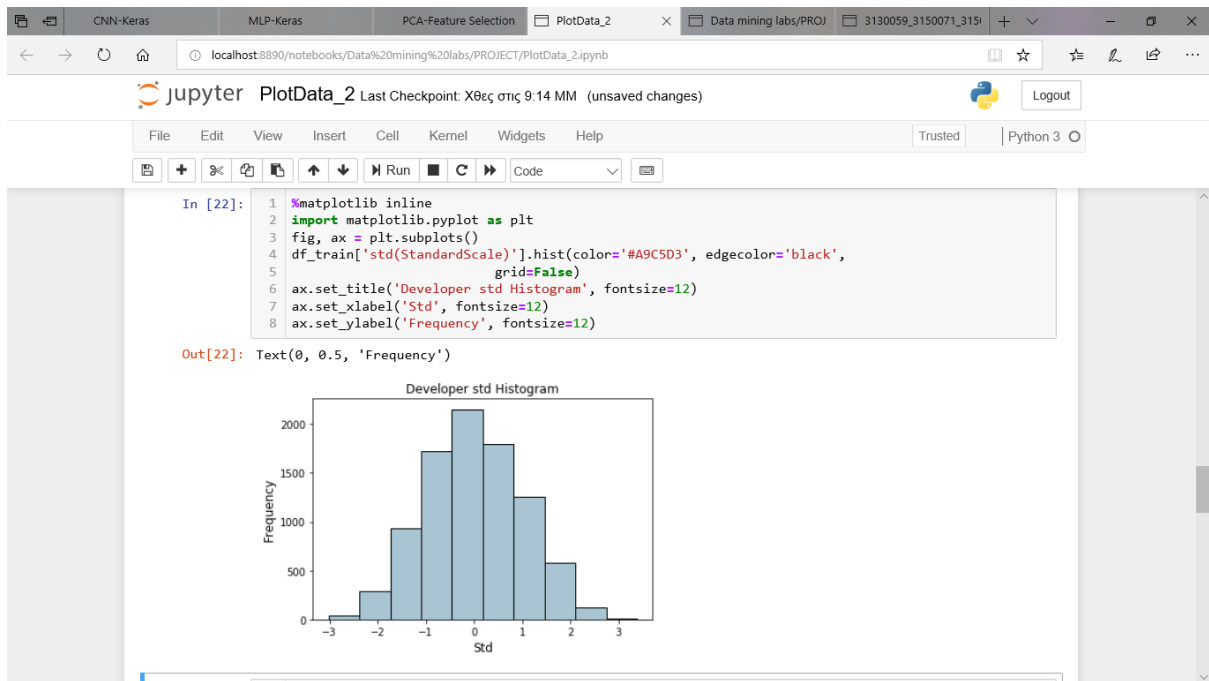 CNN-Keras MLP-Keras PCA-Feature Selection PlotData_2 Data mining labs/PROJ 3130059_3150071_315
localhost:8890/notebooks/Data%20mining%20labs/PROJECT/PlotData_2.ipynb
jupyter PlotData_2 Last Checkpoint: Χθες στις 9:14 ΜΜ (unsaved changes) Logout
File Edit View Insert Cell Kernel Widgets Help Trusted Python 3
Run Code
In [22]: 1 %matplotlib inline
2 import matplotlib.pyplot as plt
3 fig, ax = plt.subplots()
4 df_train['std(StandardScale)'].hist(color='#A9C5D3', edgecolor='black',
5 grid=False)
6 ax.set_title('Developer std Histogram', fontsize=12)
7 ax.set_xlabel('Std', fontsize=12)
8 ax.set_ylabel('Frequency', fontsize=12)
Out[22]: Text(0, 0.5, 'Frequency')
Developer std Histogram
2000
1500
1000
500
0
Frequency
−3 −2 −1 0 1 2 3
Std